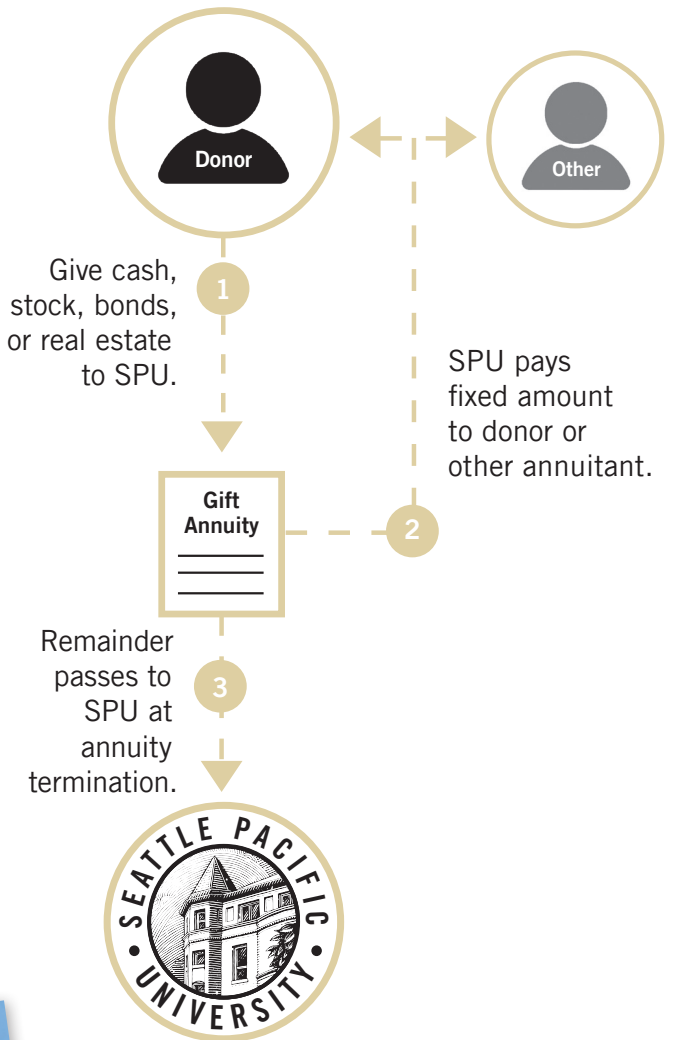 Donor
Other
Give cash,
stock, bonds,
or real estate
to SPU.
1
SPU pays
fixed amount
to donor or
other annuitant.
Gift
Annuity
2
Remainder
passes to
SPU at
annuity
termination.
3
SEATTLE PACIFIC
• UNIVERSITY •